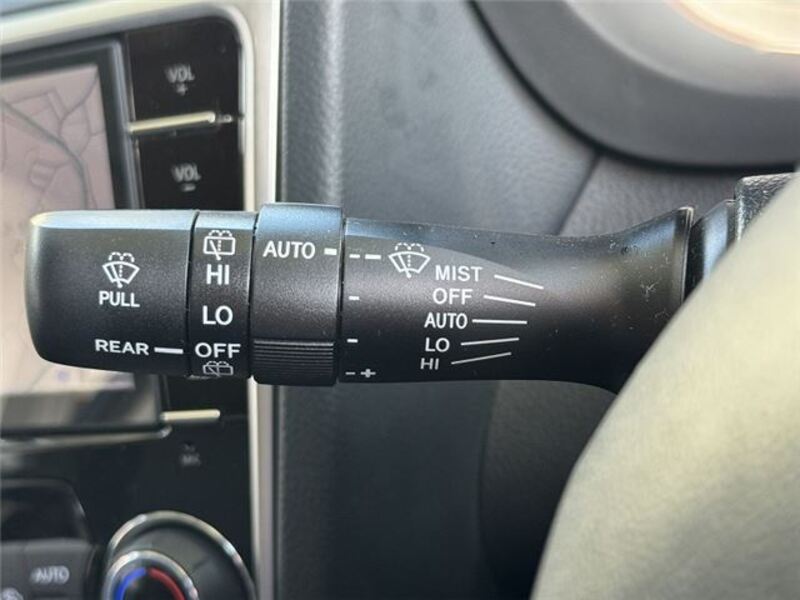 VOL
+
VOL
-
PULL
REAR
HI
LO
OFF
AUTO
- +
MIST
OFF
AUTO
LO
HI
AUTO